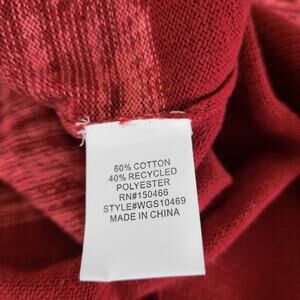 60% COTTON
40% RECYCLED
POLYESTER
RN#150466
STYLE#WGS10469
MADE IN CHINA